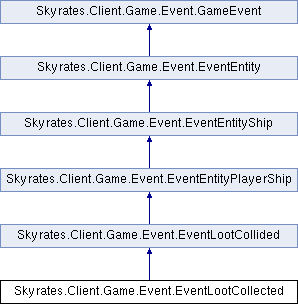 Skyrates.Client.Game.Event.GameEvent
Skyrates.Client.Game.Event.EventEntity
Skyrates.Client.Game.Event.EventEntityShip
Skyrates.Client.Game.Event.EventEntityPlayerShip
Skyrates.Client.Game.Event.EventLootCollided
Skyrates.Client.Game.Event.EventLootCollected